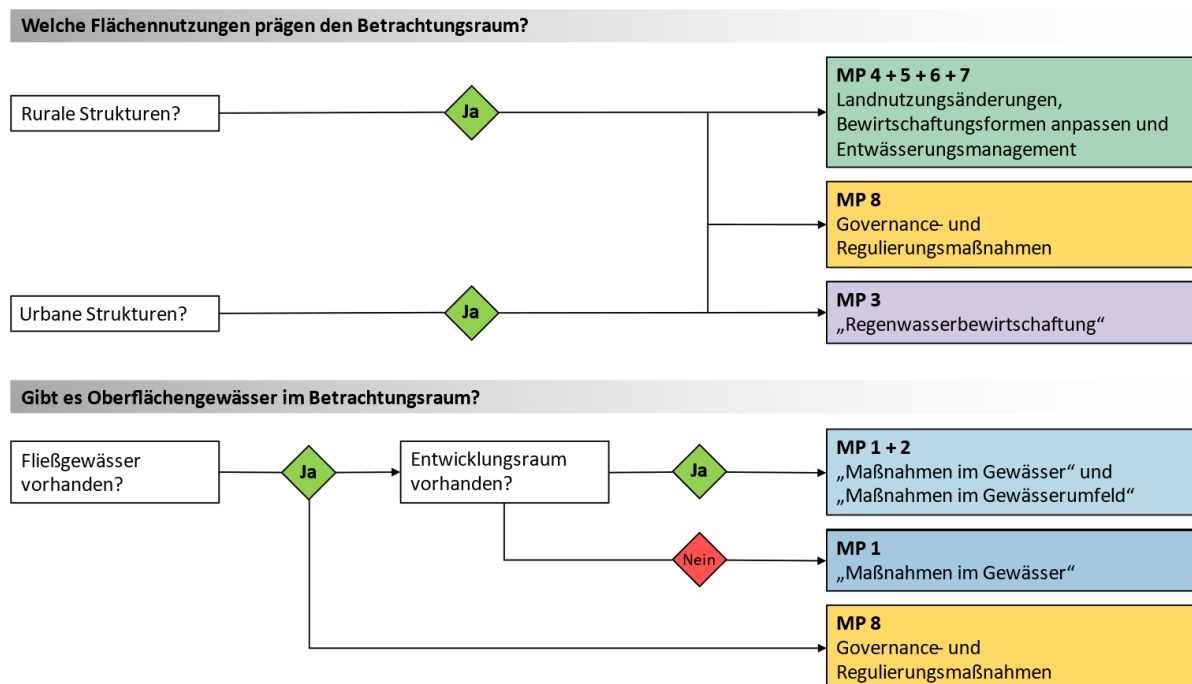 Welche Flächennutzungen prägen den Betrachtungsraum?
Rurale Strukturen?
Ja
MP 4 + 5 + 6 + 7
Landnutzungsänderungen,
Bewirtschaftungsformen anpassen und
Entwässerungsmanagement
MP 8
Governance- und
Regulierungsmaßnahmen
Urbane Strukturen?
Ja
MP 3
„Regenwasserbewirtschaftung“
Gibt es Oberflächengewässer im Betrachtungsraum?
Fließgewässer
vorhanden?
Ja
Entwicklungsraum
vorhanden?
Ja
MP 1 + 2
„Maßnahmen im Gewässer“ und
„Maßnahmen im Gewässerumfeld“
Nein
MP 1
„Maßnahmen im Gewässer“
MP 8
Governance- und
Regulierungsmaßnahmen